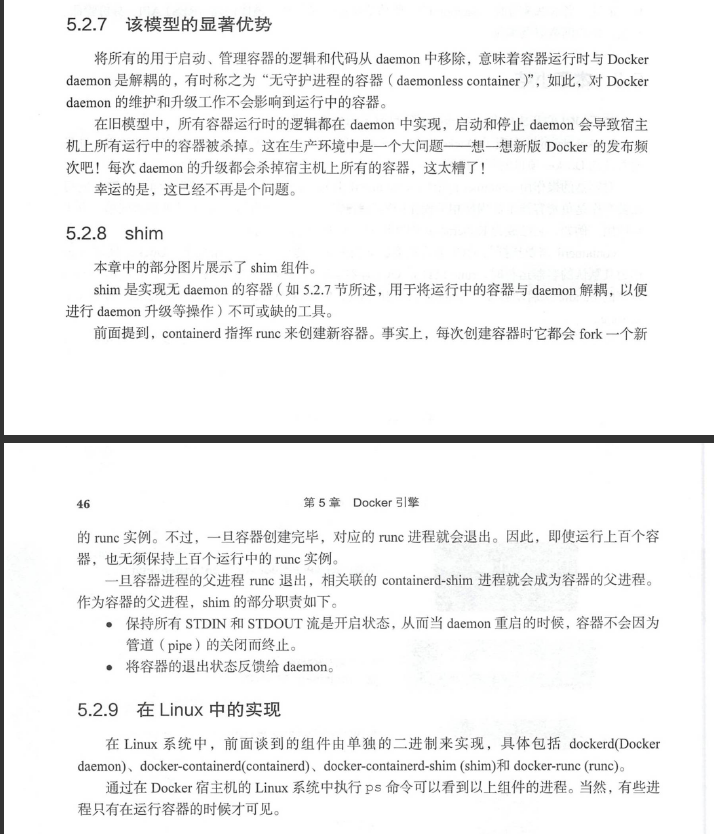 5.2.7 该模型的显著优势
将所有的用于启动、管理容器的逻辑和代码从 daemon 中移除，意味着容器运行时与 Docker
daemon 是解耦的，有时称之为“无守护进程的容器（daemonless container）”，如此，对 Docker
daemon 的维护和升级工作不会影响到运行中的容器。
在旧模型中，所有容器运行时的逻辑都在 daemon 中实现，启动和停止 daemon 会导致宿主
机上所有运行中的容器被杀掉。这在生产环境中是一个大问题——想一想新版 Docker 的发布频
次吧！每次 daemon 的升级都会杀掉宿主机上所有的容器，这太糟了！
幸运的是，这已经不再是个问题。
5.2.8 shim
本章中的部分图片展示了 shim 组件。
shim 是实现无 daemon 的容器（如 5.2.7 节所述，用于将运行中的容器与 daemon 解耦，以便
进行 daemon 升级等操作）不可或缺的工具。
前面提到，containerd 指挥 runc 来创建新容器。事实上，每次创建容器时它都会 fork 一个新
46 第 5 章 Docker 引擎
的 runc 实例。不过，一旦容器创建完毕，对应的 runc 进程就会退出。因此，即使运行上百个容
器，也无须保持上百个运行中的 runc 实例。
一旦容器进程的父进程 runc 退出，相关联的 containerd-shim 进程就会成为容器的父进程。
作为容器的父进程，shim 的部分职责如下。
● 保持所有 STDIN 和 STDOUT 流是开启状态，从而当 daemon 重启的时候，容器不会因为
管道（pipe）的关闭而终止。
● 将容器的退出状态反馈给 daemon。
5.2.9 在 Linux 中的实现
在 Linux 系统中，前面谈到的组件由单独的二进制来实现，具体包括 dockerd(Docker
daemon)、docker-containerd(containerd)、docker-containerd-shim (shim)和 docker-runc (runc)。
通过在 Docker 宿主机的 Linux 系统中执行 ps 命令可以看到以上组件的进程。当然，有些进
程只有在运行容器的时候才可见。